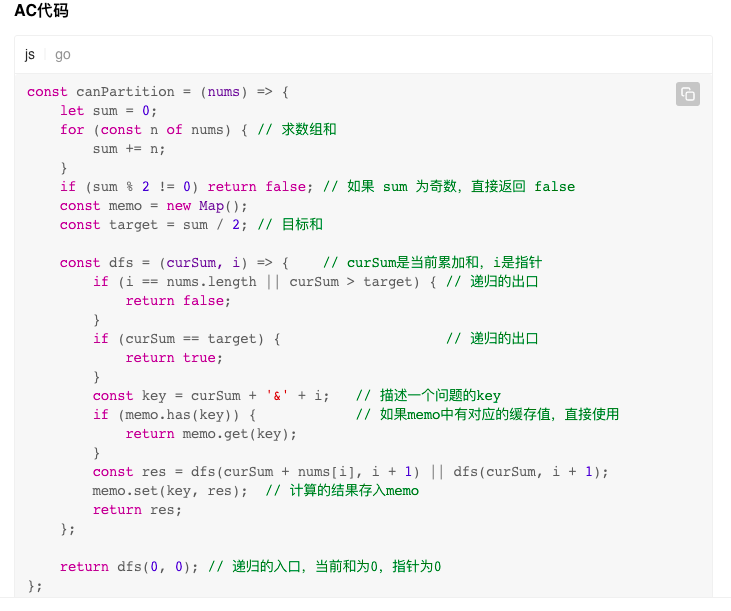 AC代码
js go
const canPartition = (nums) => {
    let sum = 0;
    for (const n of nums) { // 求数组和
        sum += n;
    }
    if (sum % 2 != 0) return false; // 如果 sum 为奇数，直接返回 false
    const memo = new Map();
    const target = sum / 2; // 目标和

    const dfs = (curSum, i) => {    // curSum是当前累加和，i是指针
        if (i == nums.length || curSum > target) { // 递归的出口
            return false;
        }
        if (curSum == target) {                    // 递归的出口
            return true;
        }
        const key = curSum + '&' + i;   // 描述一个问题的key
        if (memo.has(key)) {            // 如果memo中有对应的缓存值，直接使用
            return memo.get(key);
        }
        const res = dfs(curSum + nums[i], i + 1) || dfs(curSum, i + 1);
        memo.set(key, res);  // 计算的结果存入memo
        return res;
    };

    return dfs(0, 0); // 递归的入口，当前和为0，指针为0
};